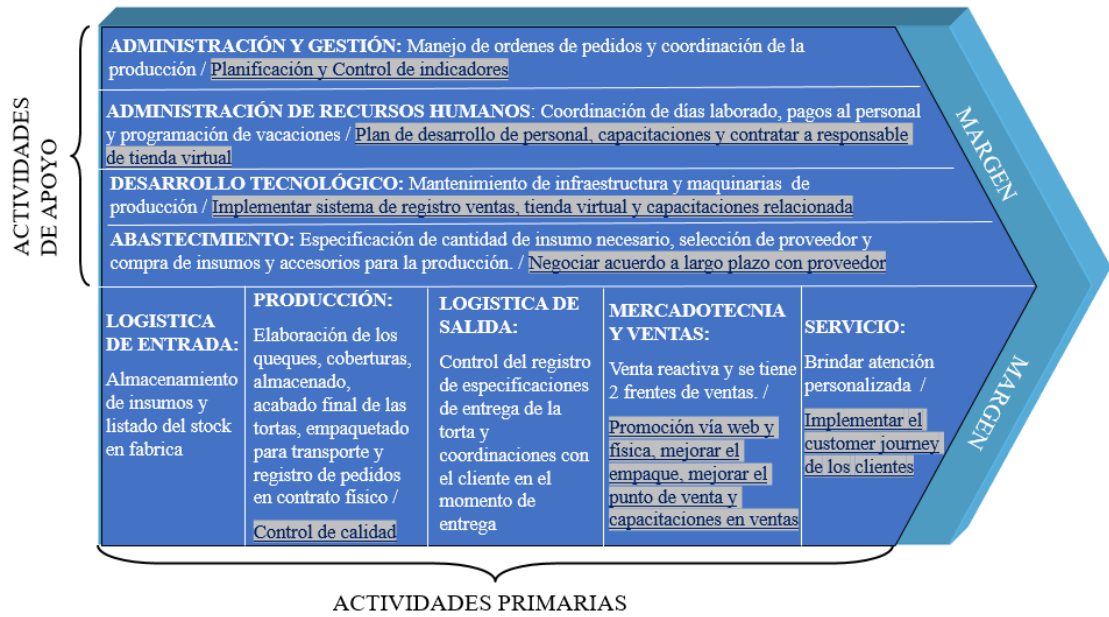 ACTIVIDADES
DE APOYO
ADMINISTRACIÓN Y GESTIÓN: Manejo de ordenes de pedidos y coordinación de la
producción / Planificación y Control de indicadores
ADMINISTRACIÓN DE RECURSOS HUMANOS: Coordinación de días laborado, pagos al personal
y programación de vacaciones / Plan de desarrollo de personal, capacitaciones y contratar a responsable
de tienda virtual
DESARROLLO TECNOLÓGICO: Mantenimiento de infraestructura y maquinarias de
producción / Implementar sistema de registro ventas, tienda virtual y capacitaciones relacionada
ABASTECIMIENTO: Especificación de cantidad de insumo necesario, selección de proveedor y
compra de insumos y accesorios para la producción. / Negociar acuerdo a largo plazo con proveedor
MARGEN
LOGISTICA
DE ENTRADA:
Almacenamiento
de insumos y
listado del stock
en fabrica
PRODUCCIÓN:
Elaboración de los
queques, coberturas,
almacenado,
acabado final de las
tortas, empaquetado
para transporte y
registro de pedidos
en contrato físico /
Control de calidad
LOGISTICA DE
SALIDA:
Control del registro
de especificaciones
de entrega de la
torta y
coordinaciones con
el cliente en el
momento de
entrega
MERCADOTECNIA
Y VENTAS:
Venta reactiva y se tiene
2 frentes de ventas. /
Promoción vía web y
física, mejorar el
empaque, mejorar el
punto de venta y
capacitaciones en ventas
SERVICIO:
Brindar atención
personalizada /
Implementar el
customer journey
de los clientes
MARGEN
ACTIVIDADES PRIMARIAS